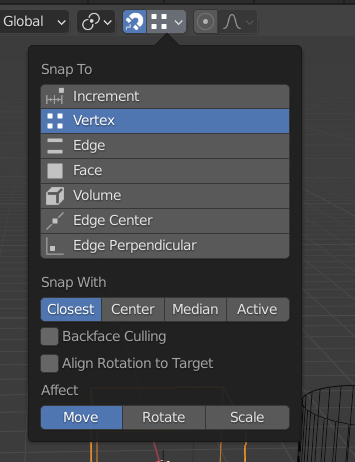 Global
Snap To
Increment
Vertex
Edge
Face
Volume
Edge Center
Edge Perpendicular
Snap With
Closest Center Median Active
Backface Culling
Align Rotation to Target
Affect
Move Rotate Scale